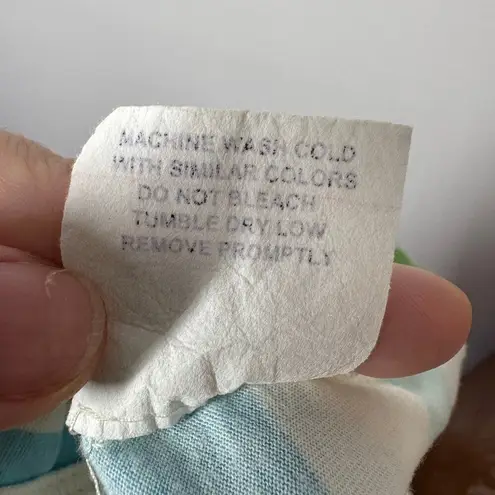 MACHINE WASH COLD
WITH SIMILAR COLORS
DO NOT BLEACH
TUMBLE DRY LOW
REMOVE PROMPTLY